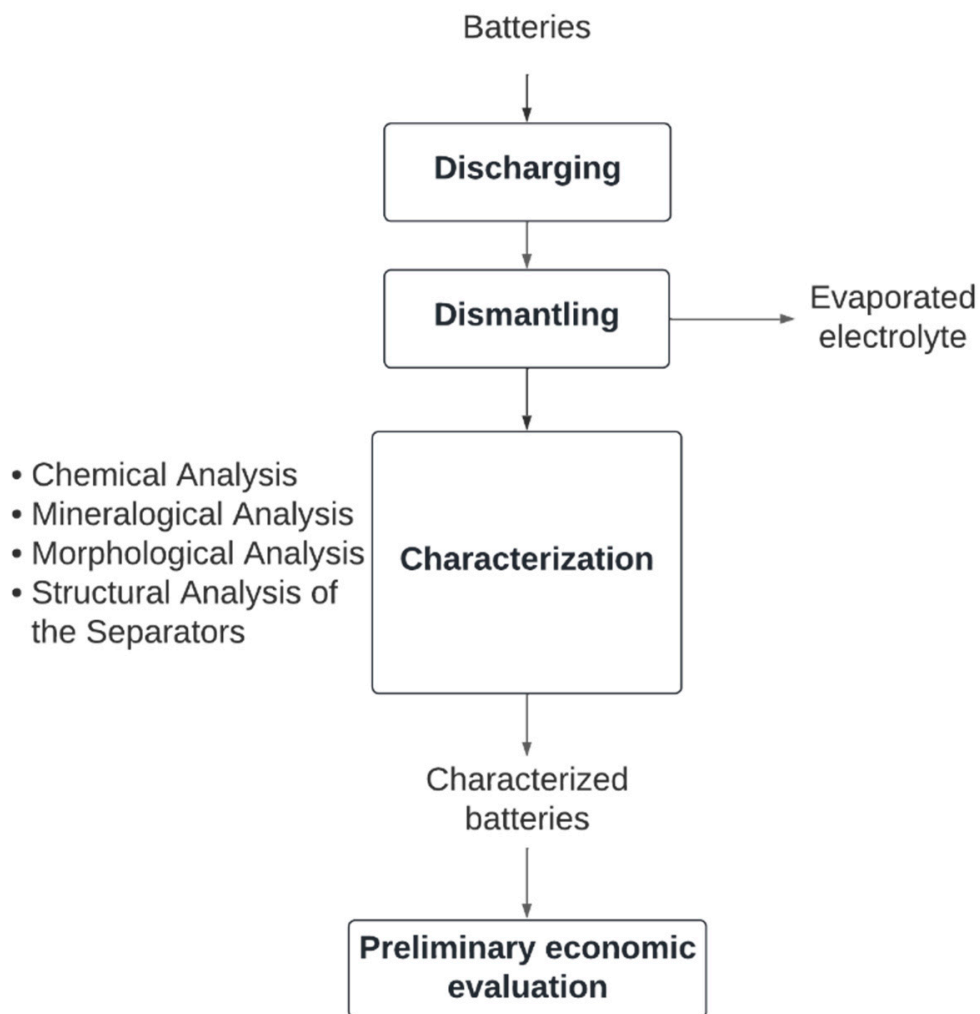 Batteries
Discharging
Dismantling
Evaporated
electrolyte
• Chemical Analysis
• Mineralogical Analysis
• Morphological Analysis
• Structural Analysis of
the Separators
Characterization
Characterized
batteries
Preliminary economic
evaluation